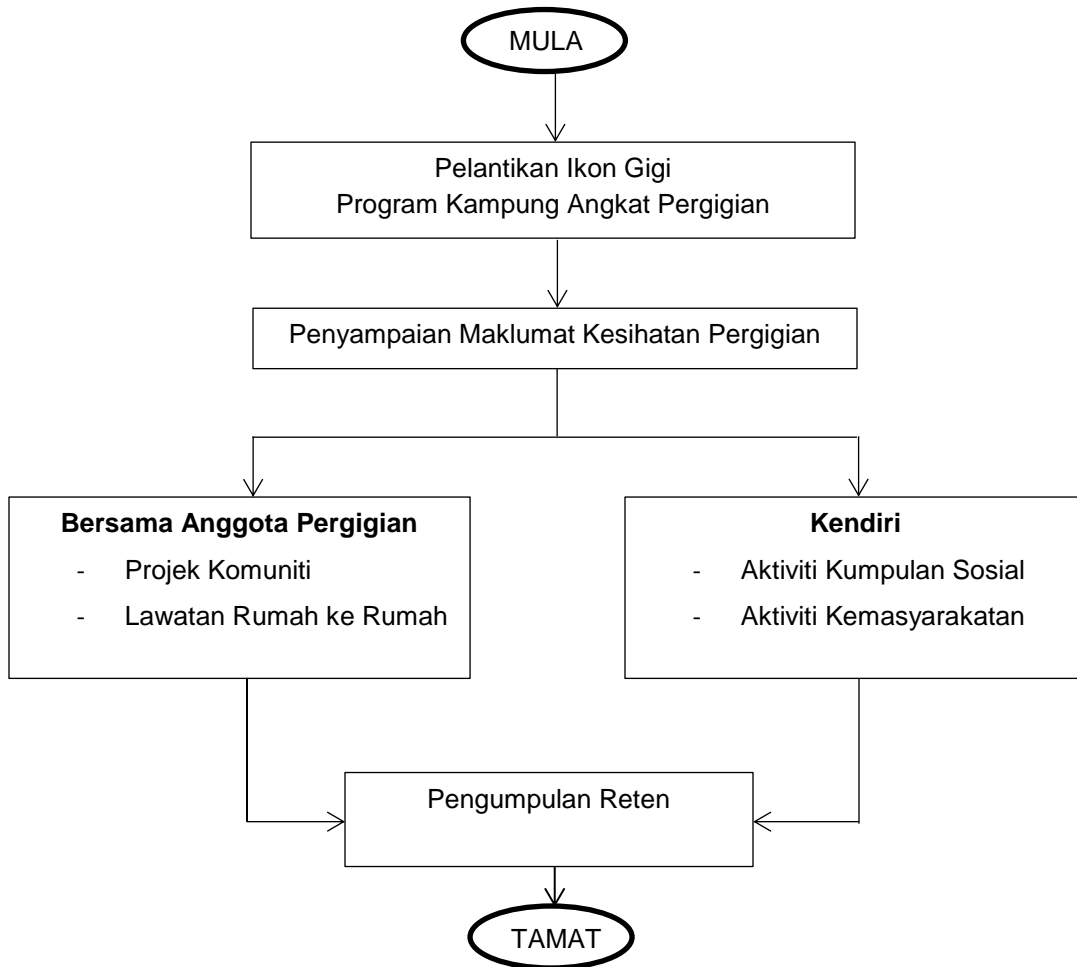 MULA
Pelantikan Ikon Gigi
Program Kampung Angkat Pergigian
Penyampaian Maklumat Kesihatan Pergigian
Bersama Anggota Pergigian
- Projek Komuniti
- Lawatan Rumah ke Rumah
Kendiri
- Aktiviti Kumpulan Sosial
- Aktiviti Kemasyarakatan
Pengumpulan Reten
TAMAT